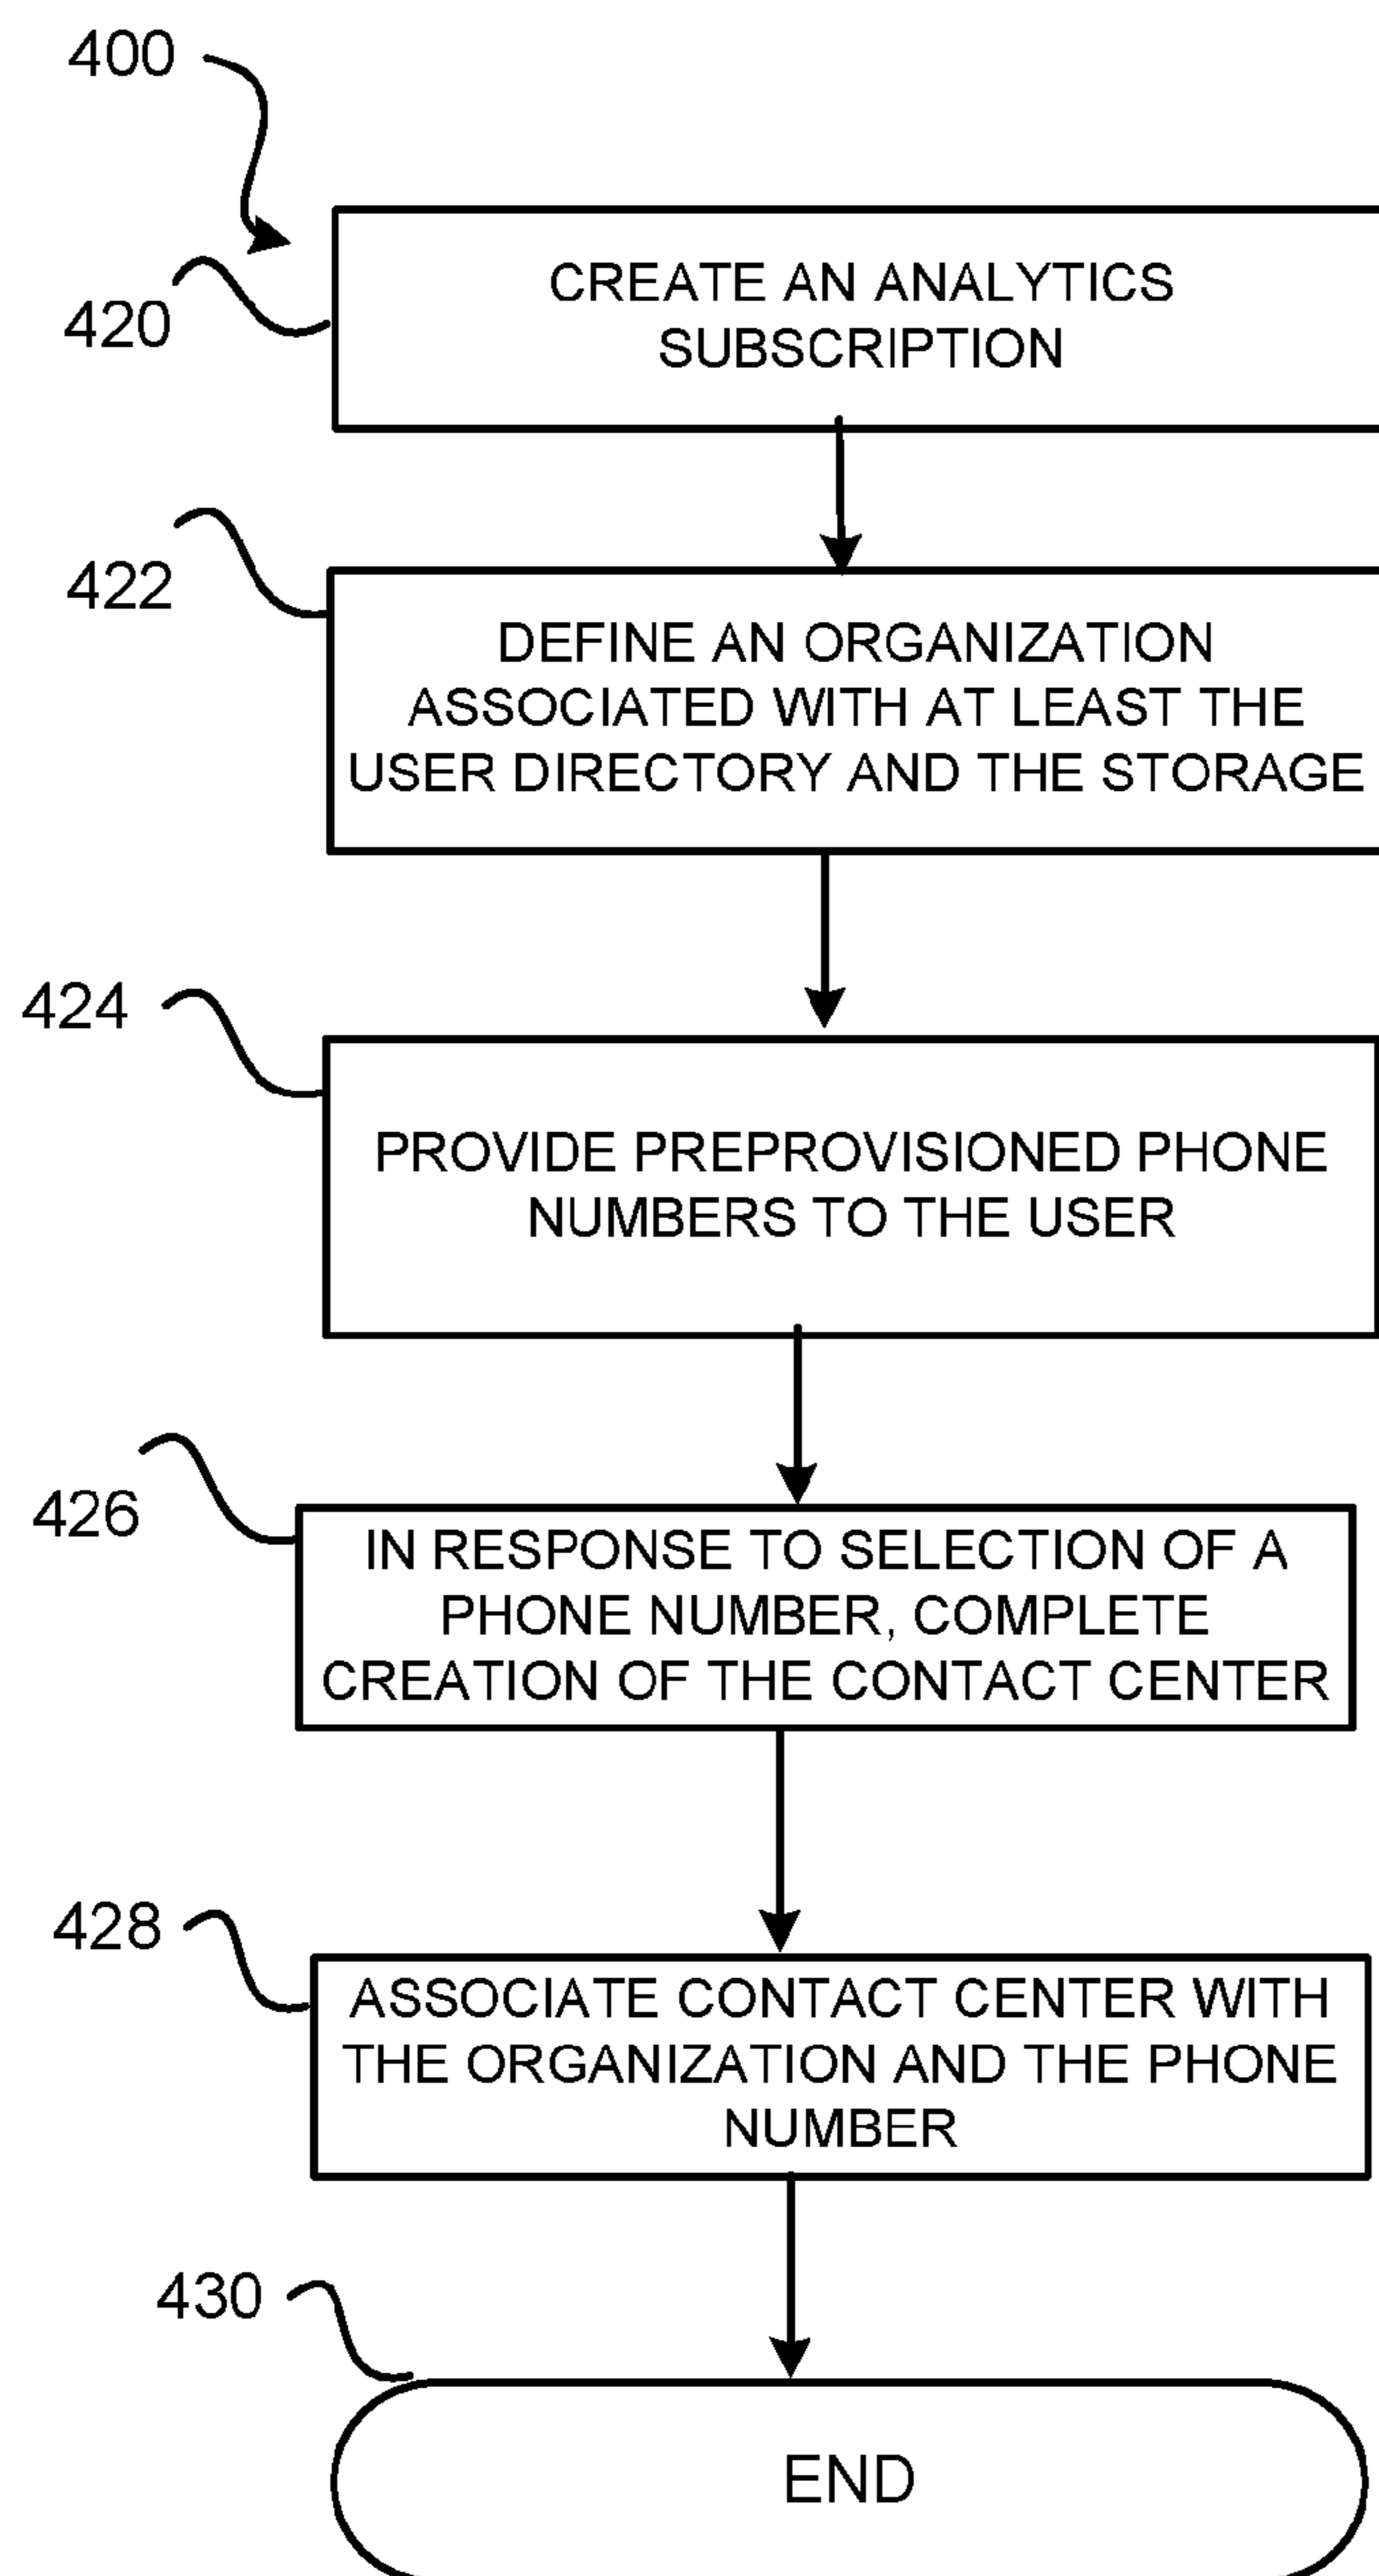 400
420
CREATE AN ANALYTICS
SUBSCRIPTION
422
DEFINE AN ORGANIZATION
ASSOCIATED WITH AT LEAST THE
USER DIRECTORY AND THE STORAGE
424
PROVIDE PREPROVISIONED PHONE
NUMBERS TO THE USER
426
IN RESPONSE TO SELECTION OF A
PHONE NUMBER, COMPLETE
CREATION OF THE CONTACT CENTER
428
ASSOCIATE CONTACT CENTER WITH
THE ORGANIZATION AND THE PHONE
NUMBER
430
END